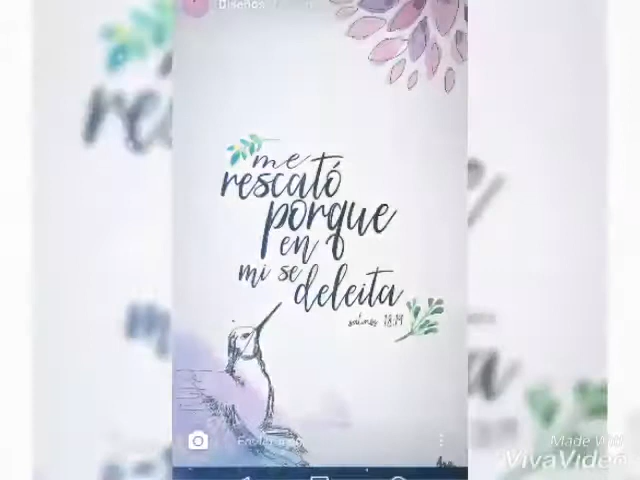 Diseños
me
rescató
porque
en
mi se
deleita
salmos 18:19
Made With
VivaVideo